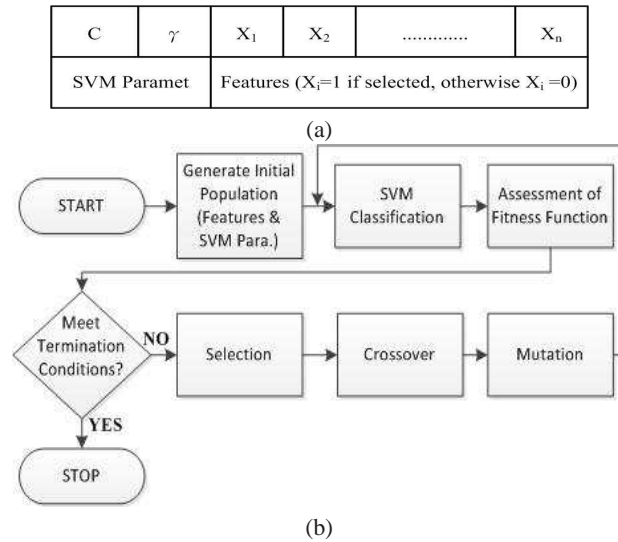 C γ X1 X2 ............. Xn
SVM Paramet Features (Xi=1 if selected, otherwise Xi =0)
(a)
START
Generate Initial
Population
(Features &
SVM Para.)
SVM
Classification
Assessment of
Fitness Function
Meet
Termination
Conditions?
NO
Selection
Crossover
Mutation
YES
STOP
(b)